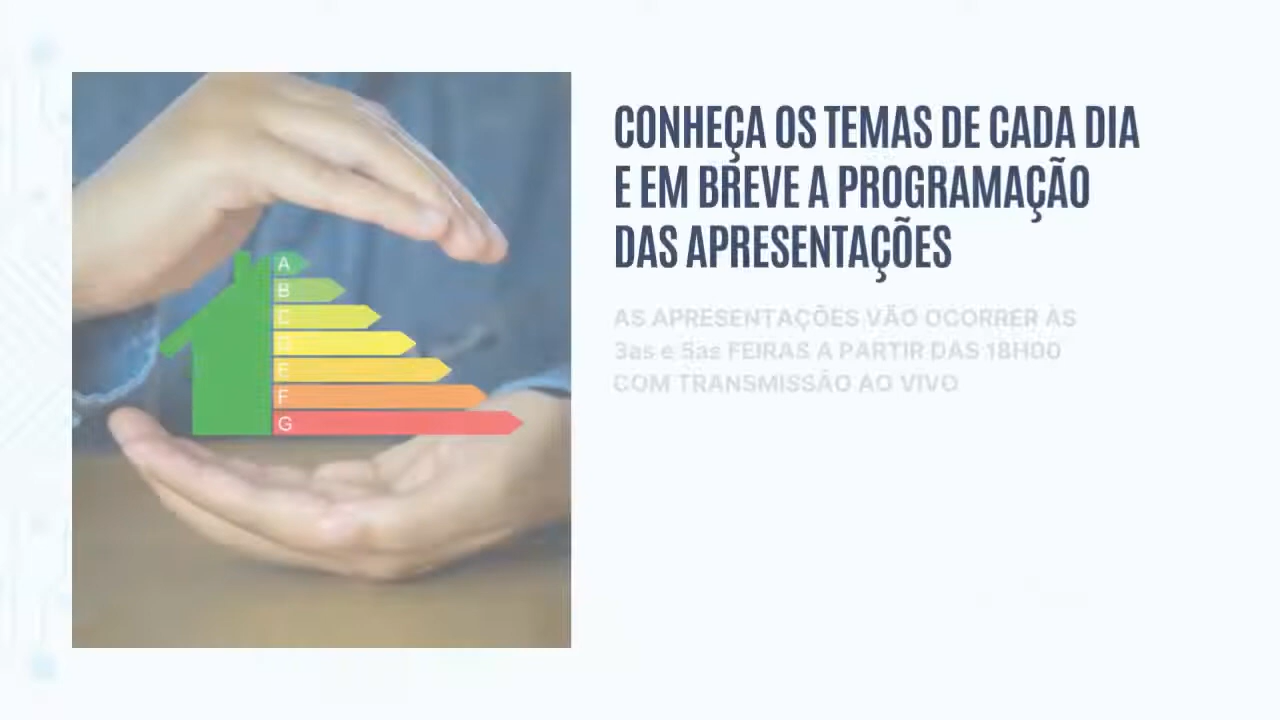 CONHEÇA OS TEMAS DE CADA DIA
E EM BREVE A PROGRAMAÇÃO
DAS APRESENTAÇÕES
AS APRESENTAÇÕES VÃO OCORRER ÀS
3as e 5as FEIRAS A PARTIR DAS 18H00
COM TRANSMISSÃO AO VIVO
A
B
C
D
E
F
G